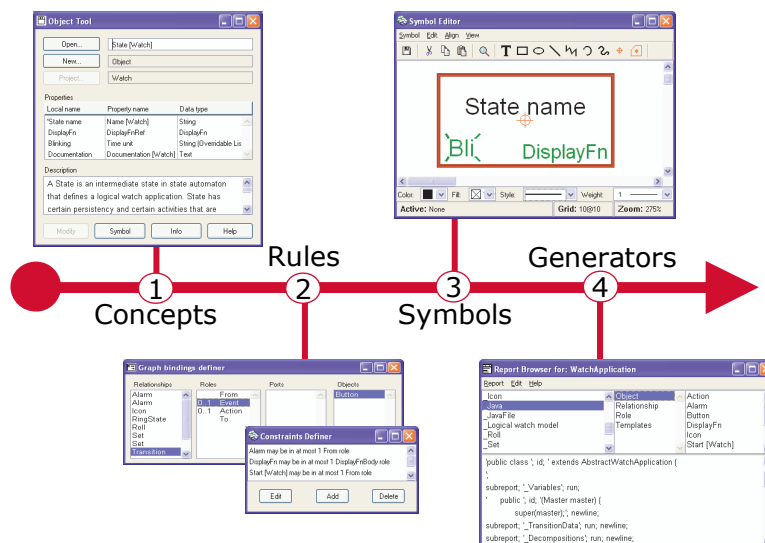 Object Tool
Open... State [Watch]
New... Object
Project... Watch
Properties
Local name Property name Data type
*State name Name [Watch] String
DisplayFn DisplayFnRef DisplayFn
Blinking Time unit String [Overridable Lis
Documentation Documentation [Watch] Text
Description
A State is an intermediate state in state automaton
that defines a logical watch application. State has
certain persistency and certain activities that are
Modify Symbol Info Help
Symbol Editor
Symbol Edit Align View
T
State name
Bli DisplayFn
Color: Fill: Style: Weight: 1
Active: None Grid: 10@10 Zoom: 275%
Rules
Generators
1 2 3 4
Concepts
Symbols
Graph bindings definer
Relationships Roles Ports Objects
Alarm From Button
Alarm 0..1 Event
Icon 0..1 Action
RingState To
Roll
Set
Set
Transition
Constraints Definer
Alarm may be in at most 1 From role
DisplayFn may be in at most 1 DisplayFnBody role
Start [Watch] may be in at most 1 From role
Edit Add Delete
Report Browser for: WatchApplication
Report Edit Help
_Icon Object Action
_Java Relationship Alarm
_JavaFile Role Button
_Logical watch model Templates DisplayFn
_Roll Icon
_Set Start [Watch]
'public class '; id; ' extends AbstractWatchApplication {
';
subreport; '_Variables'; run;
' public '; id; '(Master master) {
super(master);'; newline;
subreport; '_TransitionData'; run; newline;
subreport; '_Decompositions'; run; newline;